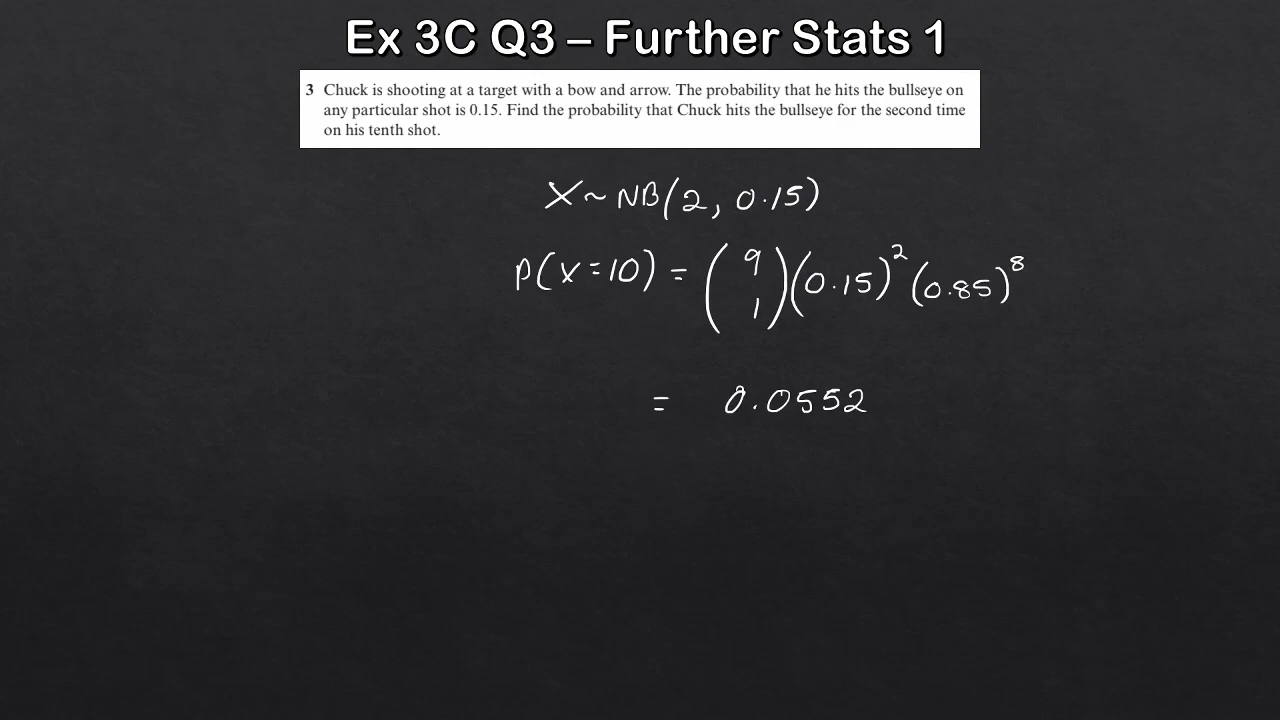 Ex 3C Q3 – Further Stats 1
3 Chuck is shooting at a target with a bow and arrow. The probability that he hits the bullseye on
any particular shot is 0.15. Find the probability that Chuck hits the bullseye for the second time
on his tenth shot.
X ~ NB(2, 0.15)
P(X=10) = (9 1)(0.15)² (0.85)⁸
= 0.0552